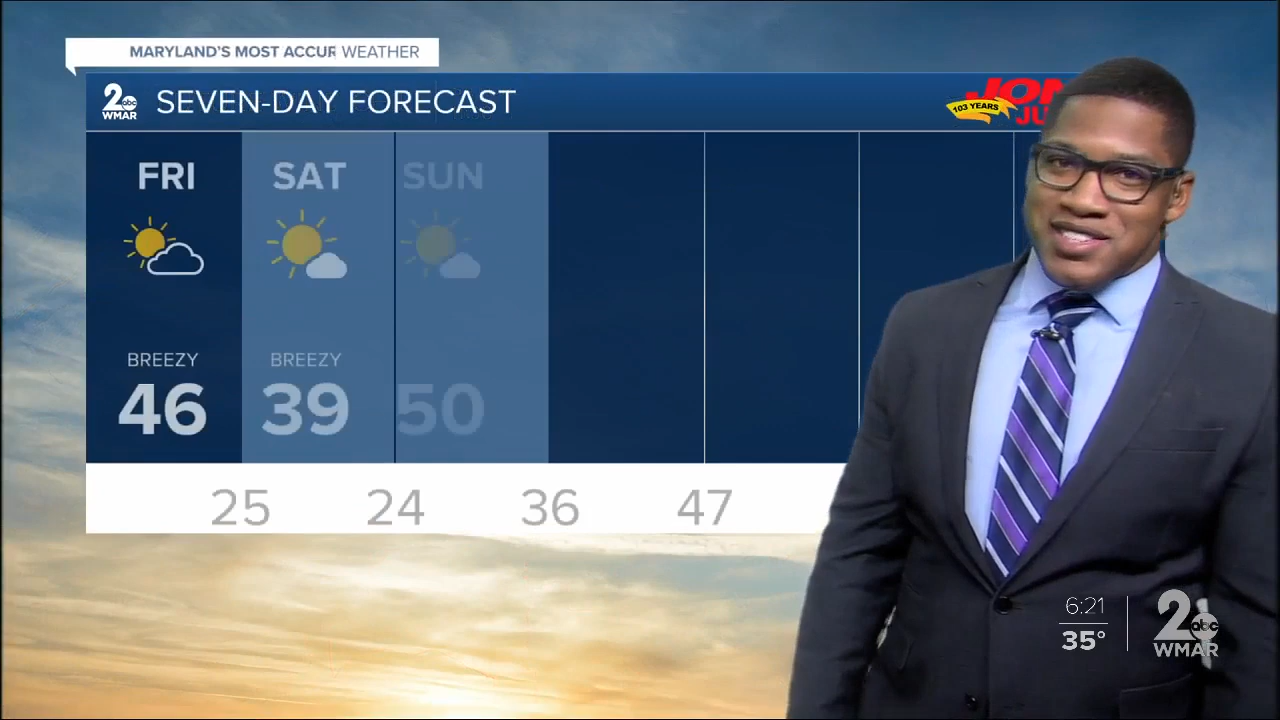 MARYLAND'S MOST ACCUR WEATHER
2 abc WMAR SEVEN-DAY FORECAST
103 YEARS
FRI SAT SUN
BREEZY BREEZY
46 39 50
25 24 36 47
6:21
35°
2 abc
WMAR